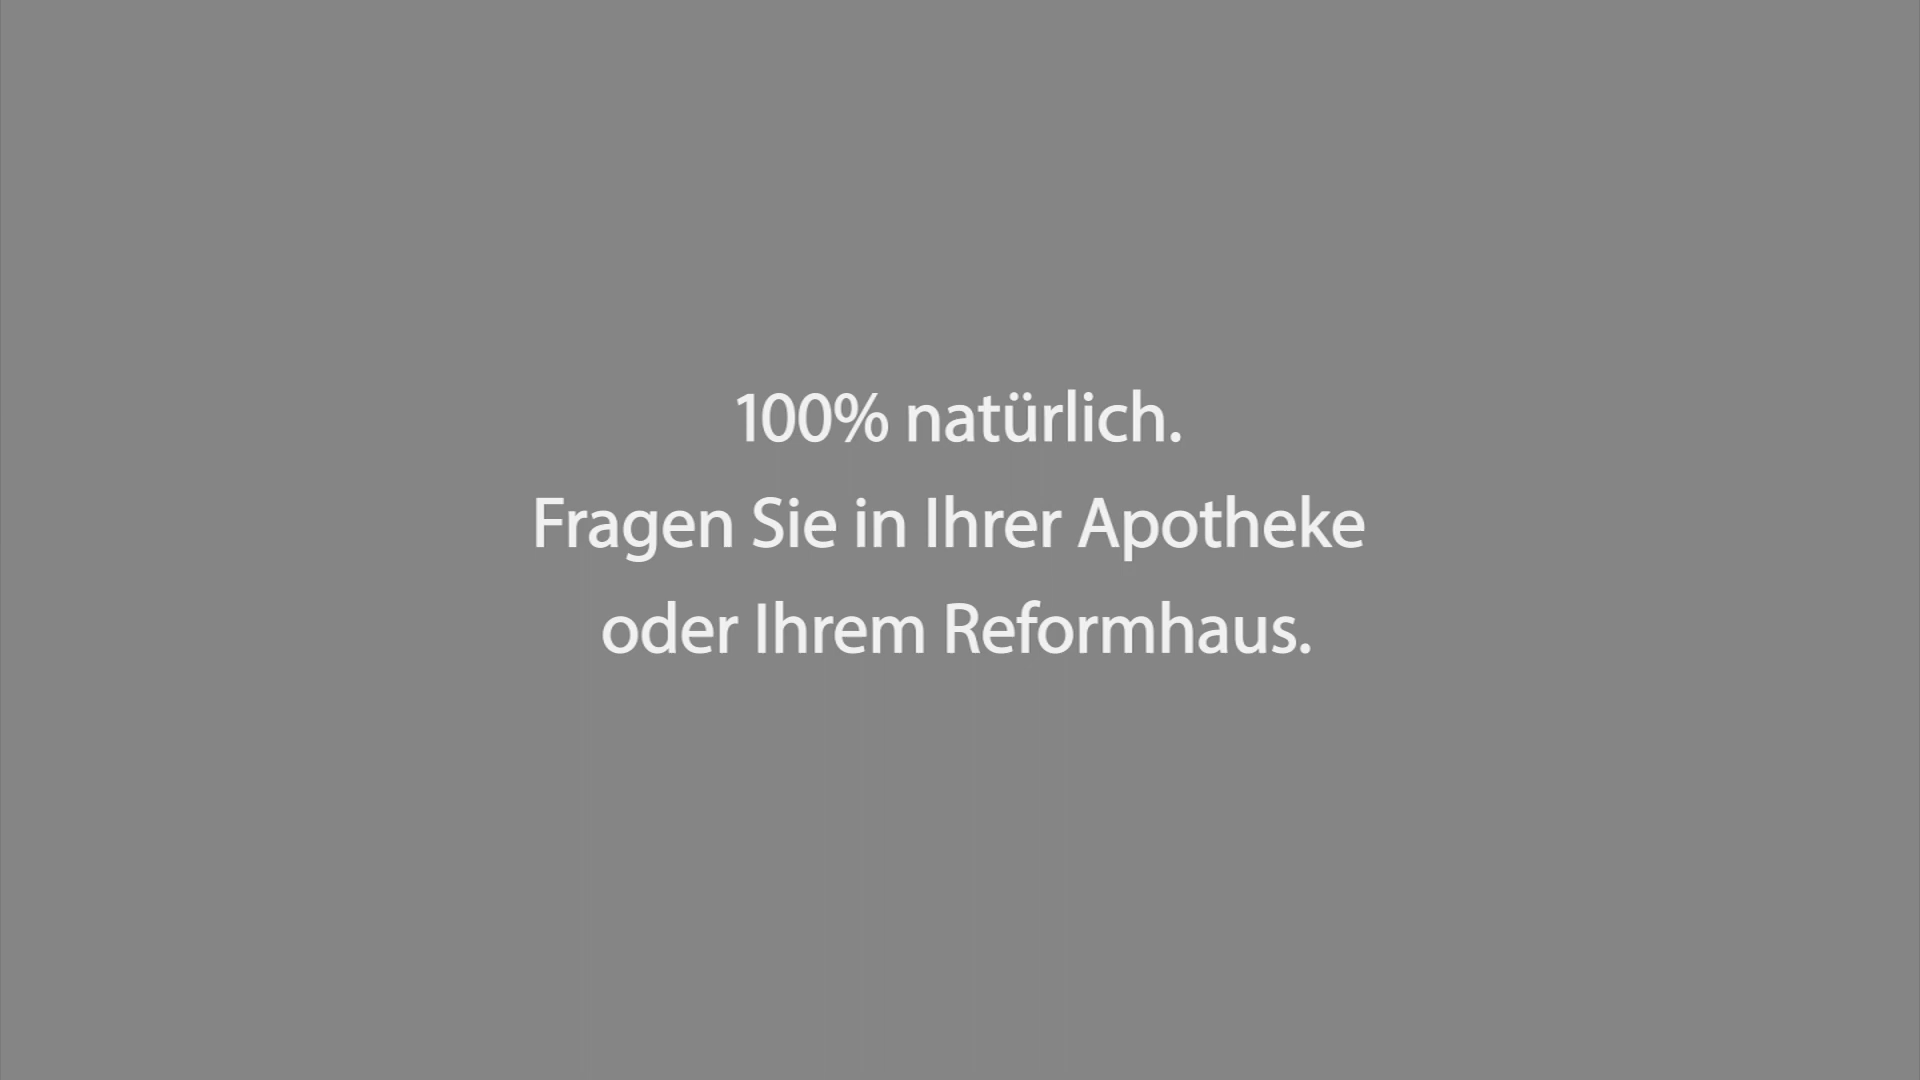 100% natürlich.
Fragen Sie in Ihrer Apotheke
oder Ihrem Reformhaus.